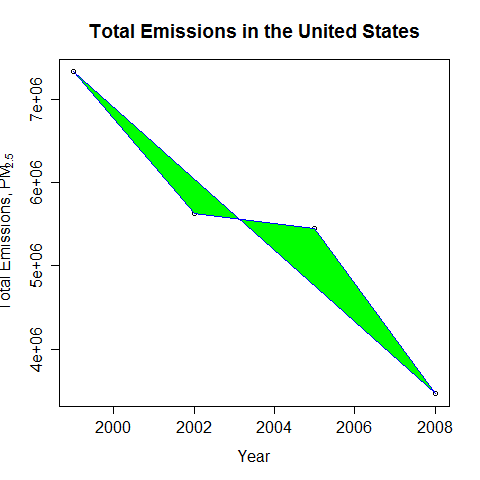 Total Emissions in the United States
Total Emissions, PM2.5
7e+06
6e+06
5e+06
4e+06
2000 2002 2004 2006 2008
Year